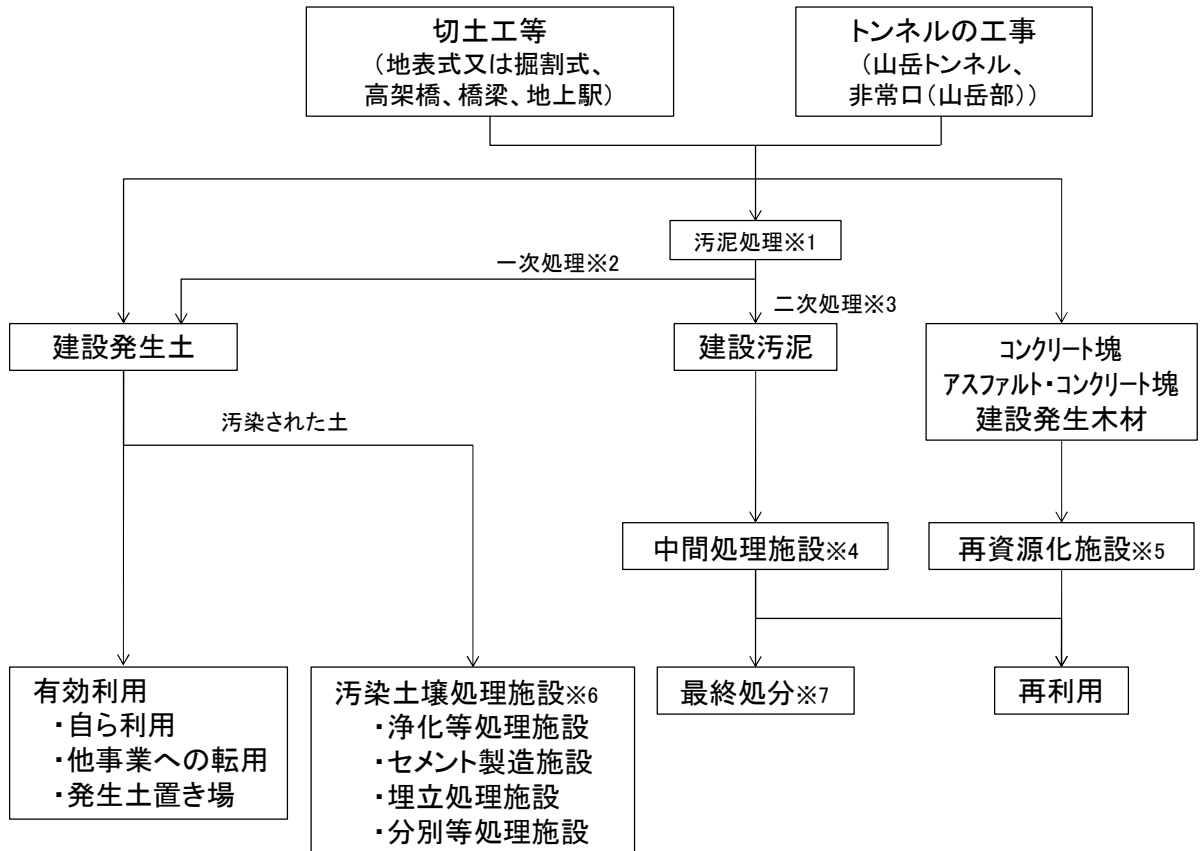 切土工等
（地表式又は掘割式、
高架橋、橋梁、地上駅）
トンネルの工事
（山岳トンネル、
非常口（山岳部））
汚泥処理※1
一次処理※2
二次処理※3
建設発生土
建設汚泥
コンクリート塊
アスファルト・コンクリート塊
建設発生木材
汚染された土
中間処理施設※4
再資源化施設※5
有効利用
・自ら利用
・他事業への転用
・発生土置き場
汚染土壌処理施設※6
・浄化等処理施設
・セメント製造施設
・埋立処理施設
・分別等処理施設
最終処分※7
再利用